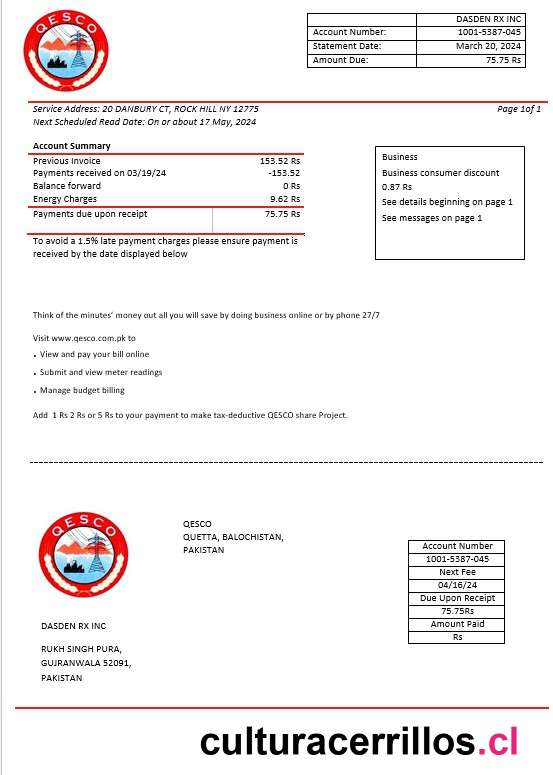 QESCO
DASDEN RX INC
Account Number: 1001-5387-045
Statement Date: March 20, 2024
Amount Due: 75.75 Rs
Service Address: 20 DANBURY CT, ROCK HILL NY 12775 Page 1of 1
Next Scheduled Read Date: On or about 17 May, 2024
Account Summary
Previous Invoice 153.52 Rs
Payments received on 03/19/24 -153.52
Balance forward 0 Rs
Energy Charges 9.62 Rs
Payments due upon receipt 75.75 Rs
To avoid a 1.5% late payment charges please ensure payment is
received by the date displayed below
Business
Business consumer discount
0.87 Rs
See details beginning on page 1
See messages on page 1
Think of the minutes' money out all you will save by doing business online or by phone 27/7
Visit www.qesco.com.pk to
• View and pay your bill online
• Submit and view meter readings
• Manage budget billing
Add 1 Rs 2 Rs or 5 Rs to your payment to make tax-deductive QESCO share Project.
QESCO
QESCO
QUETTA, BALOCHISTAN,
PAKISTAN
Account Number
1001-5387-045
Next Fee
04/16/24
Due Upon Receipt
75.75Rs
Amount Paid
Rs
DASDEN RX INC
RUKH SINGH PURA,
GUJRANWALA 52091,
PAKISTAN
culturacerrillos.cl